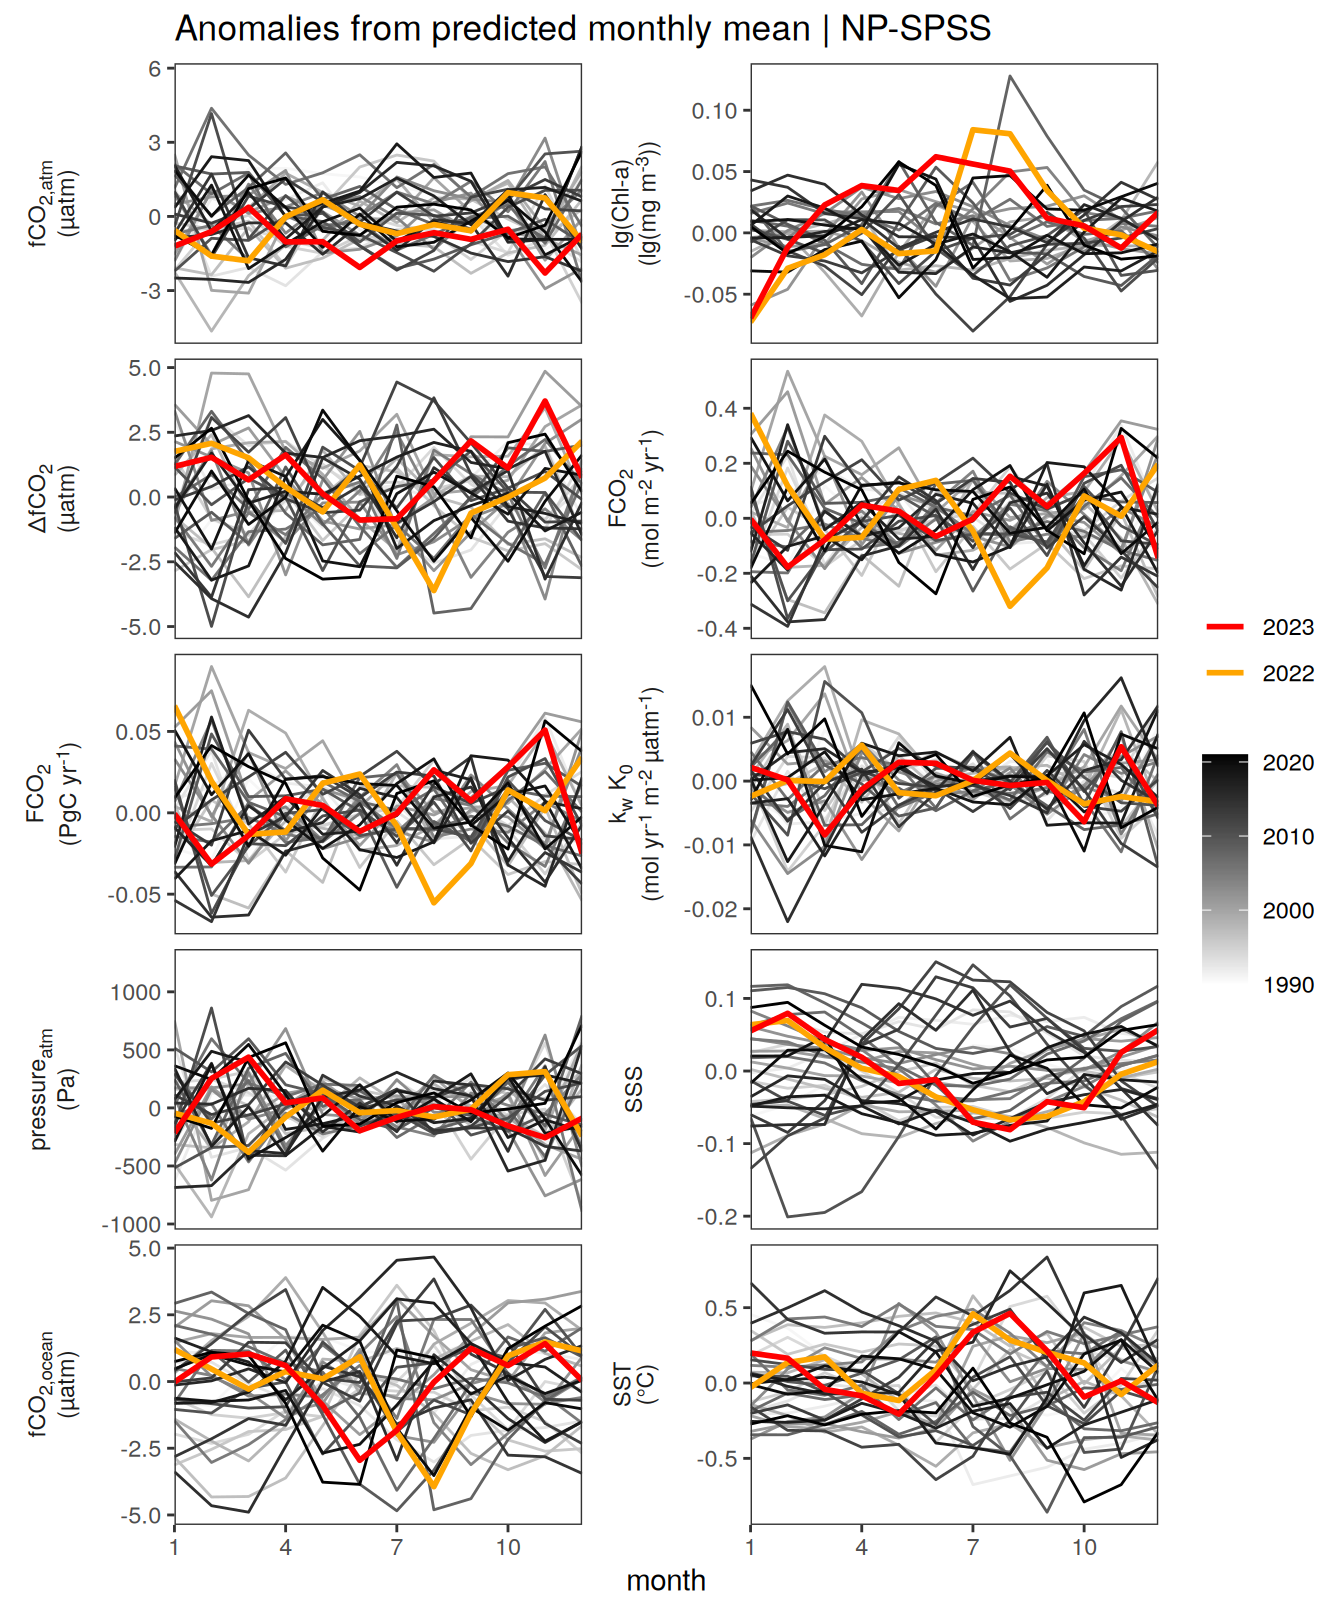 Anomalies from predicted monthly mean | NP-SPSS
fCO2,atm
(µatm)
6
3
0
-3
lg(Chl-a)
(lg(mg m-3))
0.10
0.05
0.00
-0.05
ΔfCO2
(µatm)
5.0
2.5
0.0
-2.5
-5.0
FCO2
(mol m-2 yr-1)
0.4
0.2
0.0
-0.2
-0.4
FCO2
(PgC yr-1)
0.05
0.00
-0.05
kw K0
(mol yr-1 m-2 µatm-1)
0.01
0.00
-0.01
-0.02
pressureatm
(Pa)
1000
500
0
-500
-1000
SSS
0.1
0.0
-0.1
-0.2
fCO2,ocean
(µatm)
5.0
2.5
0.0
-2.5
-5.0
SST
(°C)
0.5
0.0
-0.5
1 4 7 10
1 4 7 10
month
2023
2022
2020
2010
2000
1990